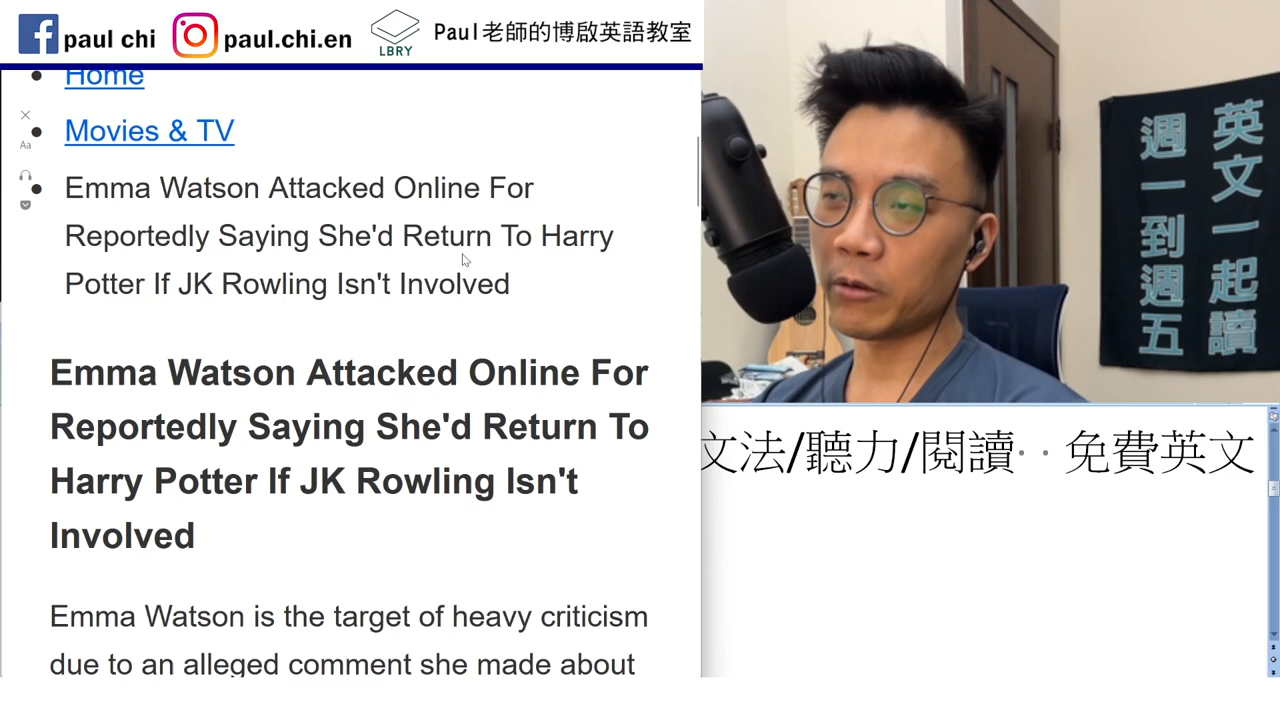 paul chi
paul.chi.en
LBRY
Paul老師的博啟英語教室
Home
Movies & TV
Aa
Emma Watson Attacked Online For
Reportedly Saying She'd Return To Harry
Potter If JK Rowling Isn't Involved
Emma Watson Attacked Online For
Reportedly Saying She'd Return To
Harry Potter If JK Rowling Isn't
Involved
Emma Watson is the target of heavy criticism
due to an alleged comment she made about
英文一起讀
週一到週五
文法/聽力/閱讀‧‧免費英文